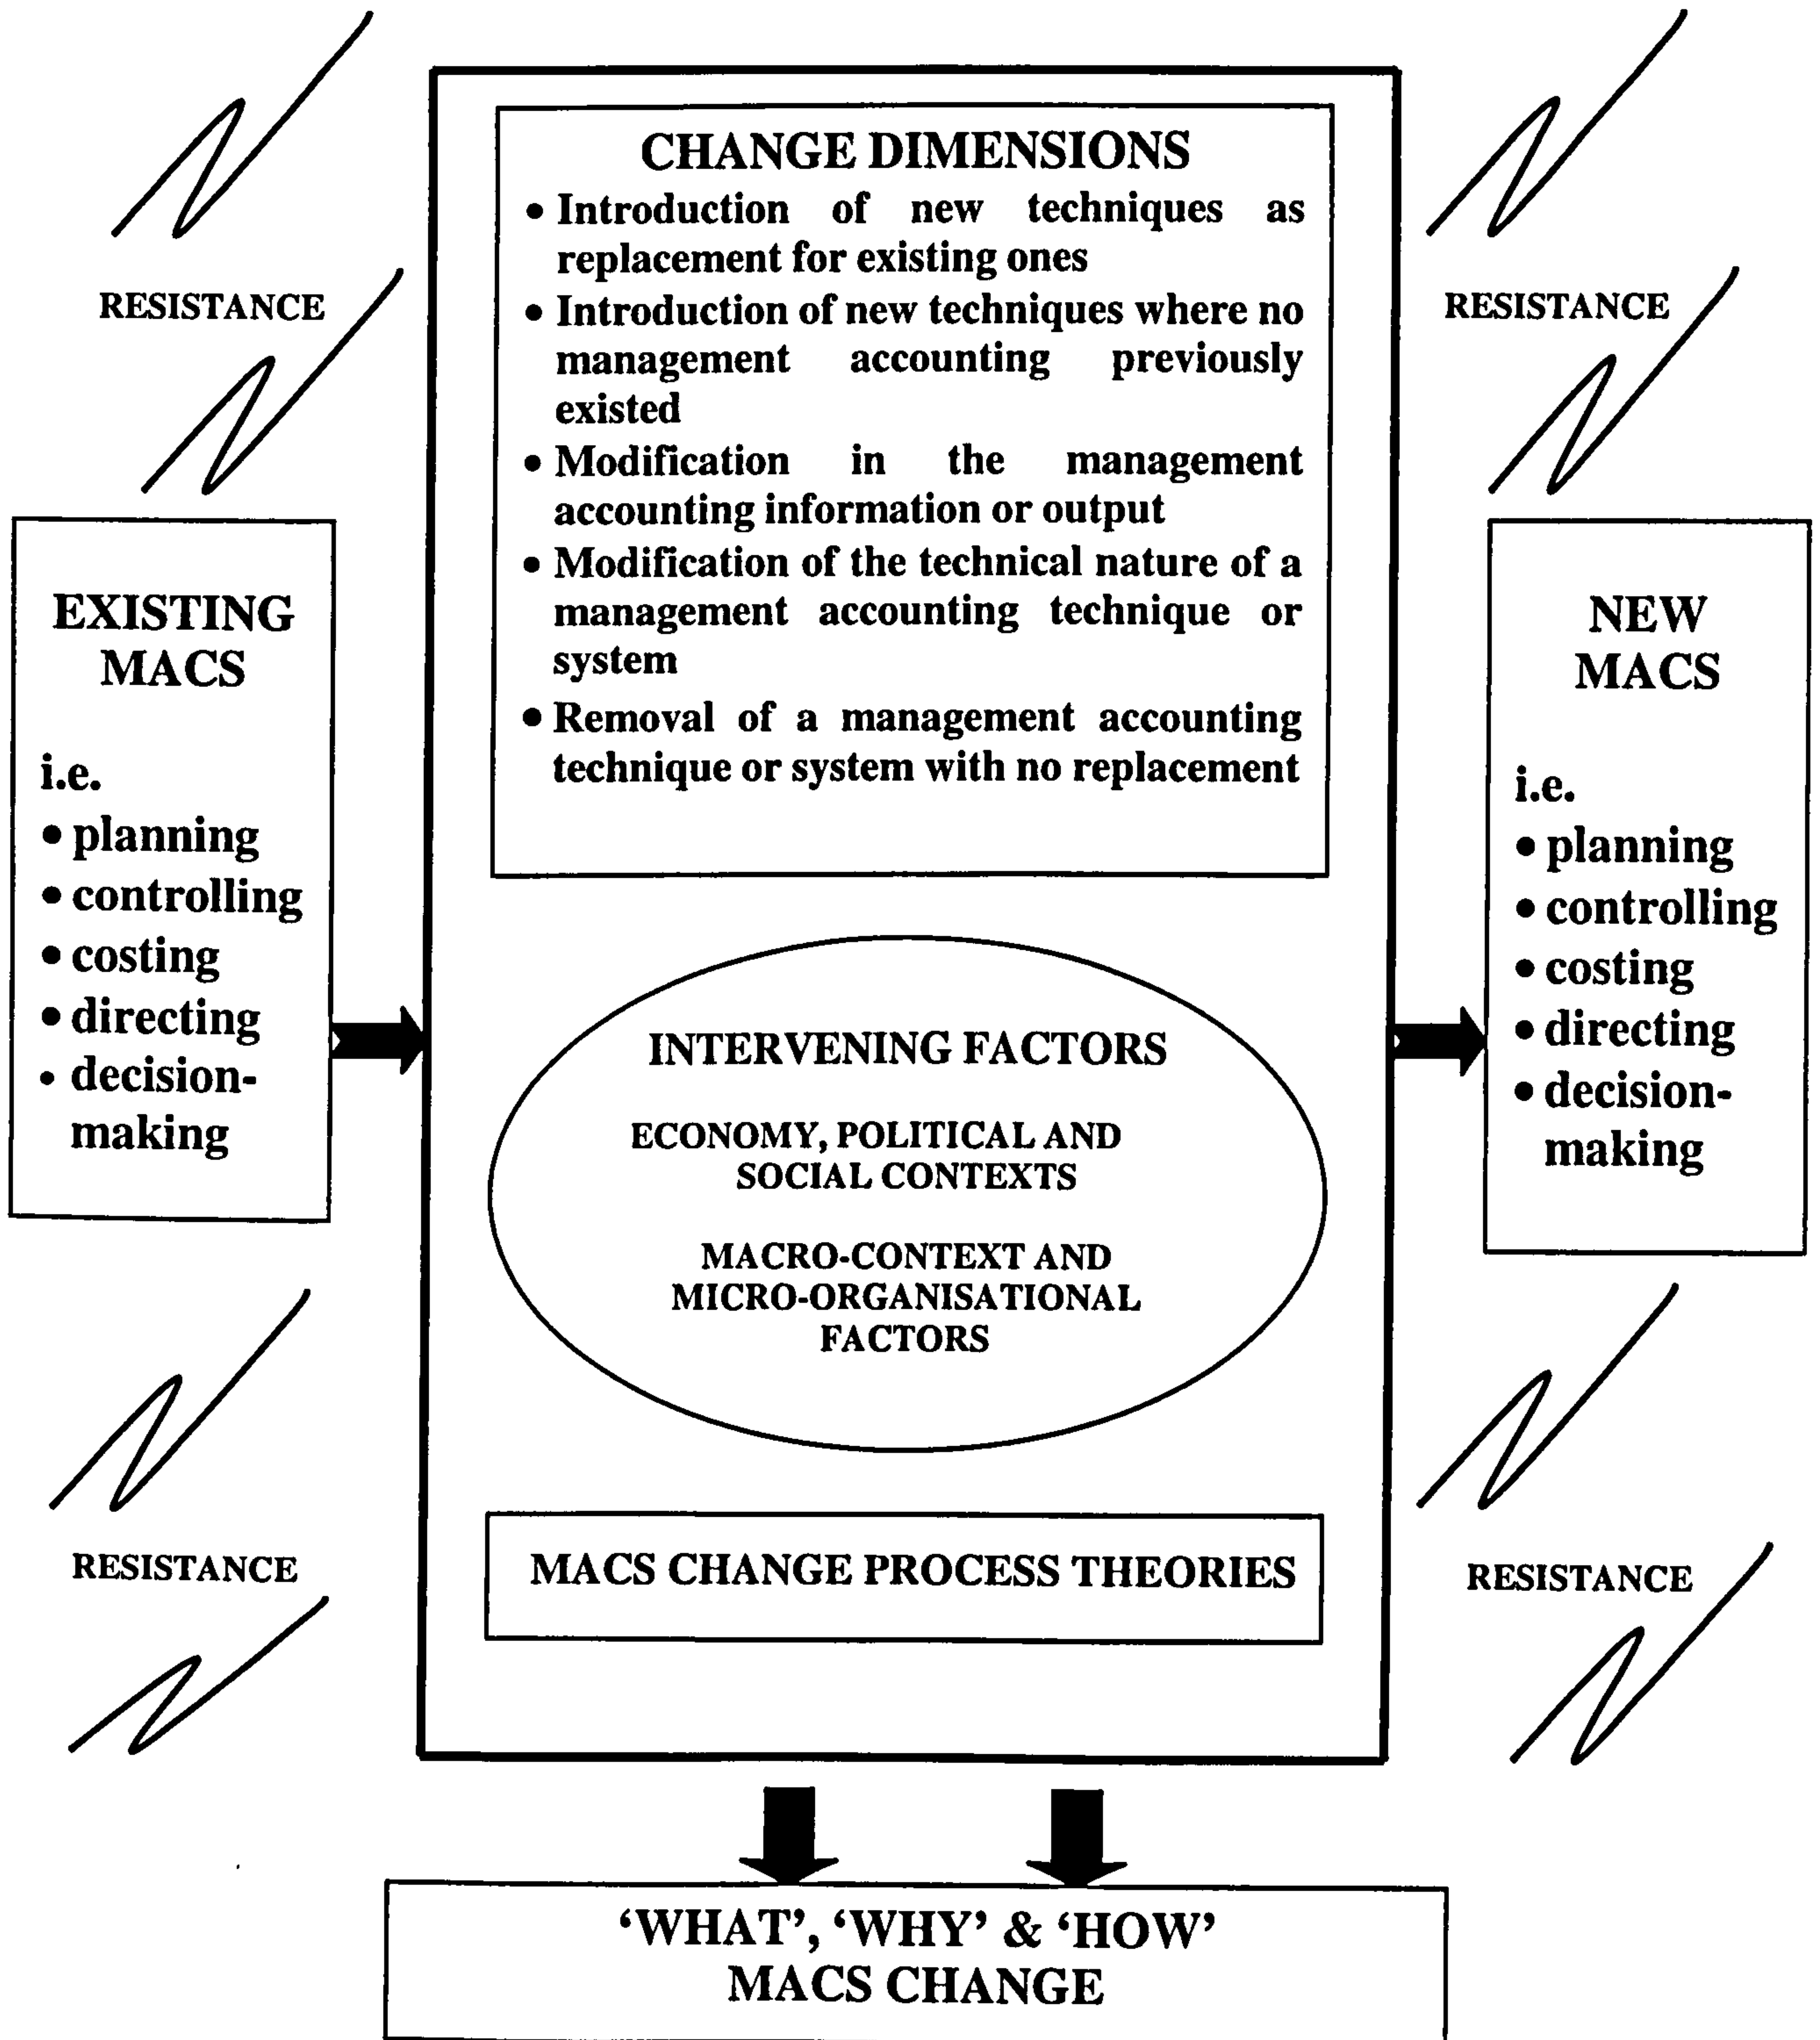 CHANGE DIMENSIONS
• Introduction of new techniques as
replacement for existing ones
• Introduction of new techniques where no
management accounting previously
existed
• Modification in the management
accounting information or output
• Modification of the technical nature of a
management accounting technique or
system
• Removal of a management accounting
technique or system with no replacement
RESISTANCE
RESISTANCE
EXISTING
MACS
i.e.
• planning
• controlling
• costing
• directing
• decision-
making
INTERVENING FACTORS
ECONOMY, POLITICAL AND
SOCIAL CONTEXTS
MACRO-CONTEXT AND
MICRO-ORGANISATIONAL
FACTORS
NEW
MACS
i.e.
• planning
• controlling
• costing
• directing
• decision-
making
RESISTANCE
MACS CHANGE PROCESS THEORIES
RESISTANCE
‘WHAT’, ‘WHY’ & ‘HOW’
MACS CHANGE